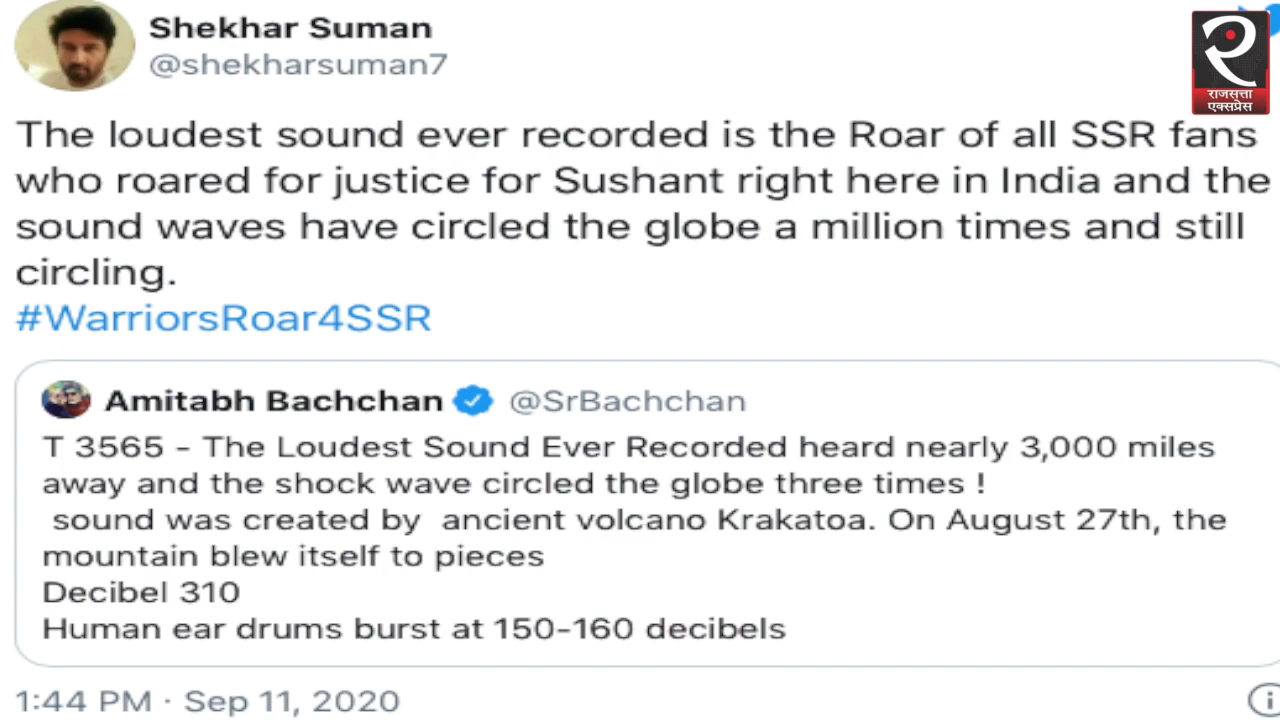 Shekhar Suman
@shekharsuman7
र
राजसत्ता
एक्सप्रेस
The loudest sound ever recorded is the Roar of all SSR fans
who roared for justice for Sushant right here in India and the
sound waves have circled the globe a million times and still
circling.
#WarriorsRoar4SSR
Amitabh Bachchan @SrBachchan
T 3565 - The Loudest Sound Ever Recorded heard nearly 3,000 miles
away and the shock wave circled the globe three times !
sound was created by  ancient volcano Krakatoa. On August 27th, the
mountain blew itself to pieces
Decibel 310
Human ear drums burst at 150-160 decibels
1:44 PM · Sep 11, 2020